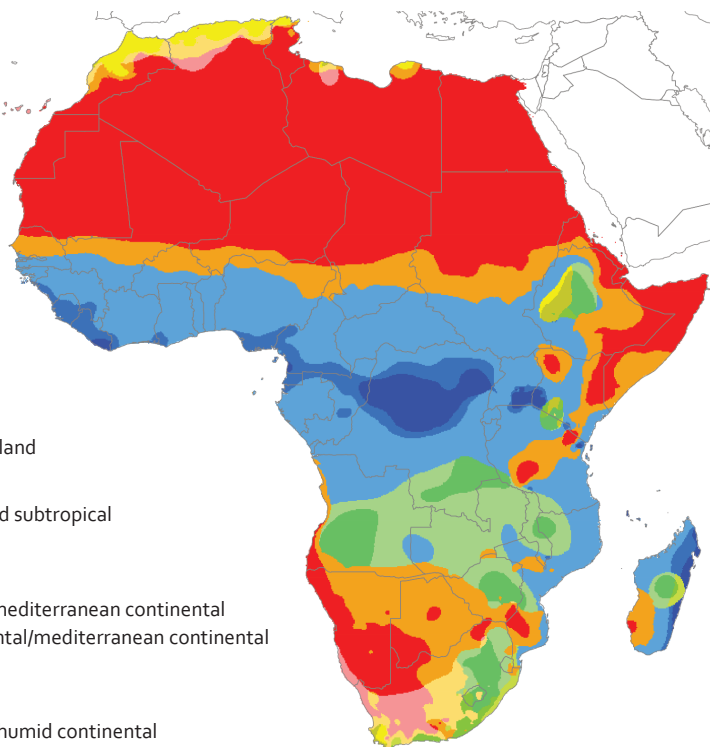 land
d subtropical
mediterranean continental
ntal/mediterranean continental
humid continental